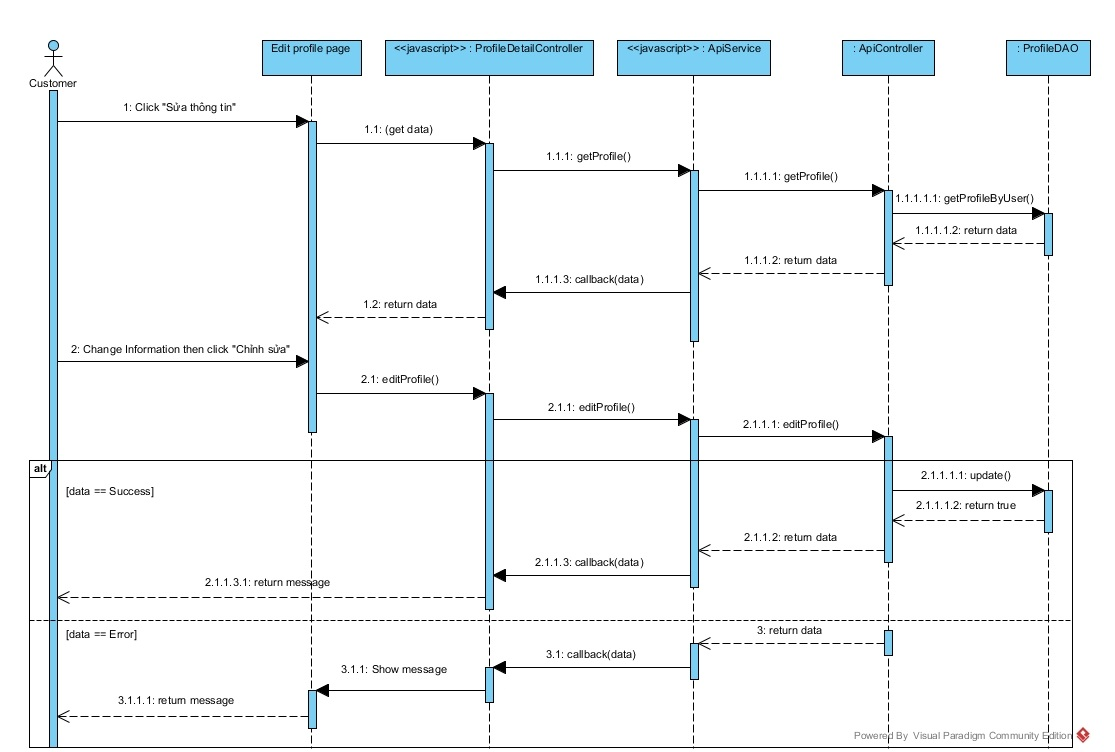 Edit profile page
<<javascript>> : ProfileDetailController
<<javascript>> : ApiService
: ApiController
: ProfileDAO
Customer
1: Click "Sửa thông tin"
1.1: (get data)
1.1.1: getProfile()
1.1.1.1: getProfile()
1.1.1.1.1: getProfileByUser()
1.1.1.1.2: return data
1.1.1.2: return data
1.1.1.3: callback(data)
1.2: return data
2: Change Information then click "Chỉnh sửa"
2.1: editProfile()
2.1.1: editProfile()
2.1.1.1: editProfile()
alt
[data == Success]
2.1.1.1.1: update()
2.1.1.1.2: return true
2.1.1.2: return data
2.1.1.3: callback(data)
2.1.1.3.1: return message
[data == Error]
3: return data
3.1: callback(data)
3.1.1: Show message
3.1.1.1: return message
Powered By Visual Paradigm Community Edition